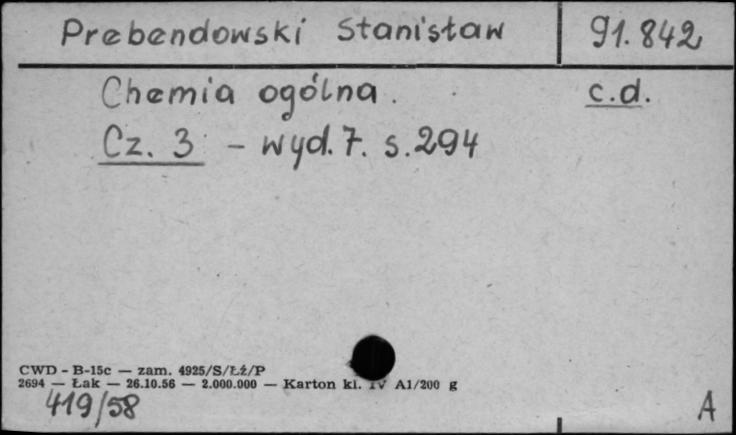 Prebendowski Stanisław 91.842
Chemia ogólna. c.d.
Cz. 3 - wyd. 7. s. 294
CWD - B-15c — zam. 4925/S/Łź/P
2694 — Łak — 26.10.56 — 2.000.000 — Karton kl. IV A1/200 g
419/58
A